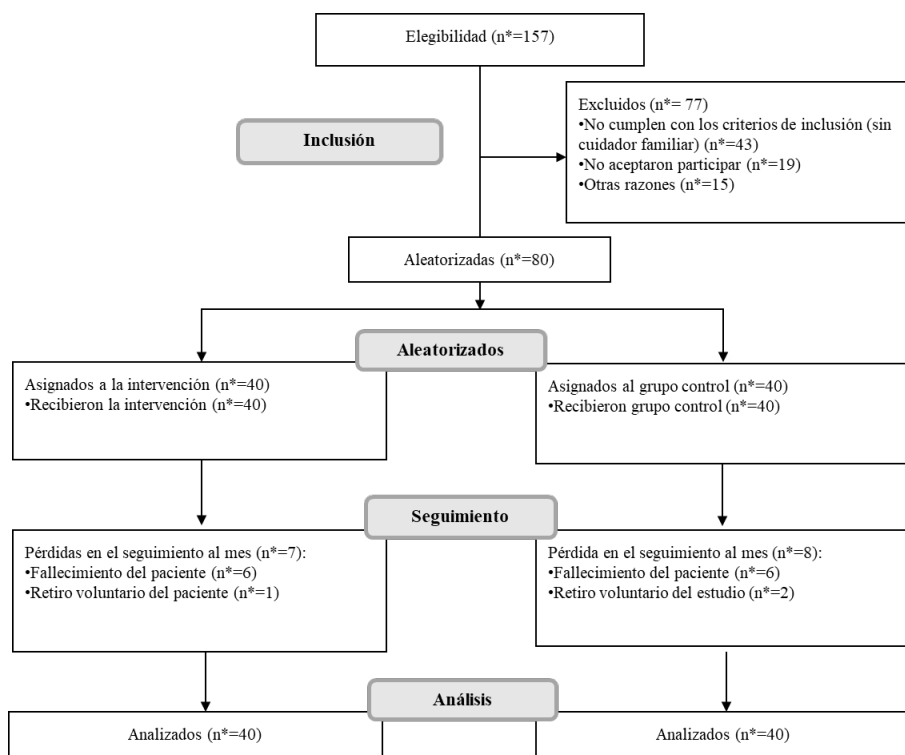 Elegibilidad (n*=157)
Excluidos (n*= 77)
•No cumplen con los criterios de inclusión (sin
cuidador familiar) (n*=43)
•No aceptaron participar (n*=19)
•Otras razones (n*=15)
Inclusión
Aleatorizadas (n*=80)
Aleatorizados
Asignados a la intervención (n*=40)
•Recibieron la intervención (n*=40)
Asignados al grupo control (n*=40)
•Recibieron grupo control (n*=40)
Seguimiento
Pérdidas en el seguimiento al mes (n*=7):
•Fallecimiento del paciente (n*=6)
•Retiro voluntario del paciente (n*=1)
Pérdida en el seguimiento al mes (n*=8):
•Fallecimiento del paciente (n*=6)
•Retiro voluntario del estudio (n*=2)
Análisis
Analizados (n*=40)
Analizados (n*=40)